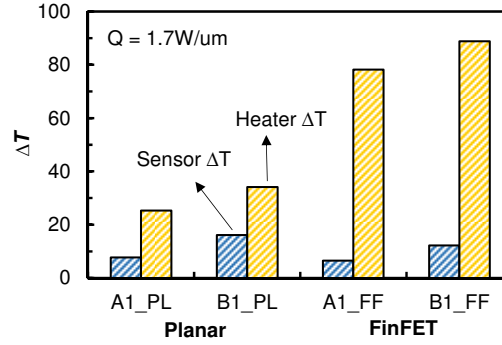 100
80
60
40
20
0
ΔT
Q = 1.7W/um
Heater ΔT
Sensor ΔT
A1_PL B1_PL A1_FF B1_FF
Planar FinFET